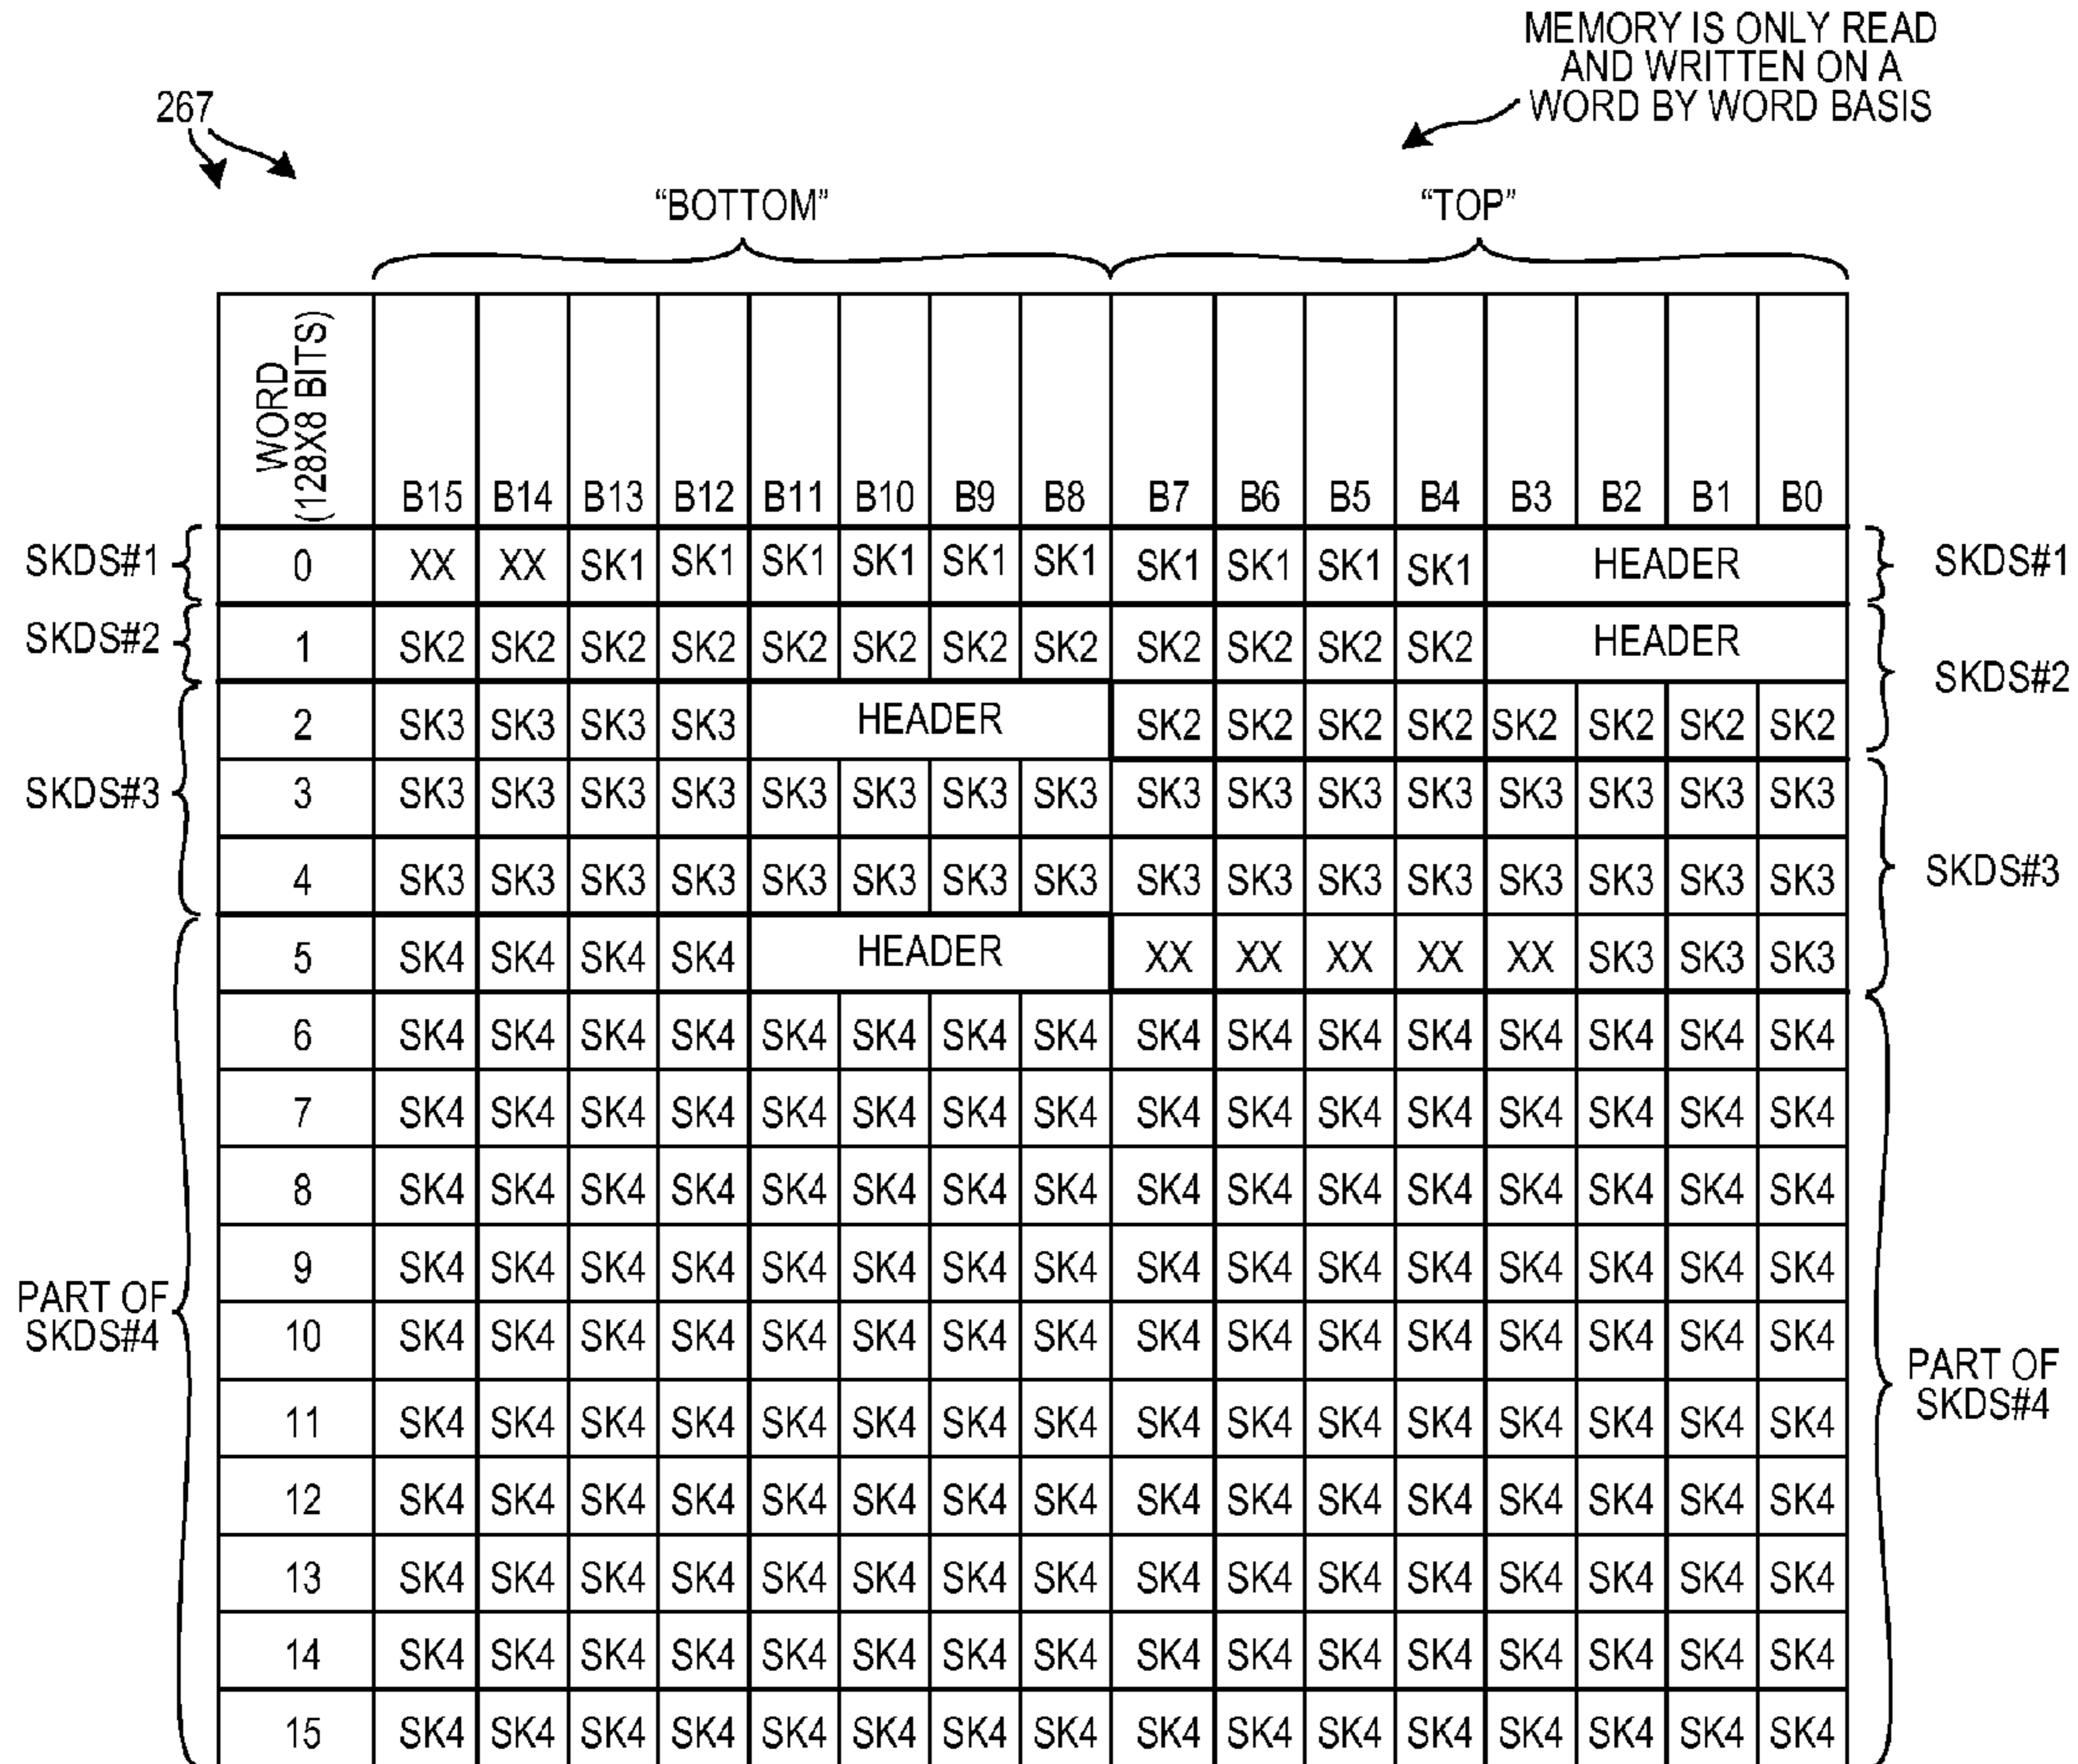 MEMORY IS ONLY READ
AND WRITTEN ON A
WORD BY WORD BASIS
267
“BOTTOM” “TOP”
WORD
(128X8 BITS)
B15 B14 B13 B12 B11 B10 B9 B8 B7 B6 B5 B4 B3 B2 B1 B0
SKDS#1 0 XX XX SK1 SK1 SK1 SK1 SK1 SK1 SK1 SK1 SK1 SK1 HEADER SKDS#1
SKDS#2 1 SK2 SK2 SK2 SK2 SK2 SK2 SK2 SK2 SK2 SK2 SK2 SK2 HEADER
SKDS#2
2 SK3 SK3 SK3 SK3 HEADER SK2 SK2 SK2 SK2 SK2 SK2 SK2 SK2
SKDS#3 3 SK3 SK3 SK3 SK3 SK3 SK3 SK3 SK3 SK3 SK3 SK3 SK3 SK3 SK3 SK3 SK3
4 SK3 SK3 SK3 SK3 SK3 SK3 SK3 SK3 SK3 SK3 SK3 SK3 SK3 SK3 SK3 SK3 SKDS#3
5 SK4 SK4 SK4 SK4 HEADER XX XX XX XX XX SK3 SK3 SK3
6 SK4 SK4 SK4 SK4 SK4 SK4 SK4 SK4 SK4 SK4 SK4 SK4 SK4 SK4 SK4 SK4
7 SK4 SK4 SK4 SK4 SK4 SK4 SK4 SK4 SK4 SK4 SK4 SK4 SK4 SK4 SK4 SK4
8 SK4 SK4 SK4 SK4 SK4 SK4 SK4 SK4 SK4 SK4 SK4 SK4 SK4 SK4 SK4 SK4
9 SK4 SK4 SK4 SK4 SK4 SK4 SK4 SK4 SK4 SK4 SK4 SK4 SK4 SK4 SK4 SK4
PART OF
SKDS#4
10 SK4 SK4 SK4 SK4 SK4 SK4 SK4 SK4 SK4 SK4 SK4 SK4 SK4 SK4 SK4 SK4
PART OF
SKDS#4
11 SK4 SK4 SK4 SK4 SK4 SK4 SK4 SK4 SK4 SK4 SK4 SK4 SK4 SK4 SK4 SK4
12 SK4 SK4 SK4 SK4 SK4 SK4 SK4 SK4 SK4 SK4 SK4 SK4 SK4 SK4 SK4 SK4
13 SK4 SK4 SK4 SK4 SK4 SK4 SK4 SK4 SK4 SK4 SK4 SK4 SK4 SK4 SK4 SK4
14 SK4 SK4 SK4 SK4 SK4 SK4 SK4 SK4 SK4 SK4 SK4 SK4 SK4 SK4 SK4 SK4
15 SK4 SK4 SK4 SK4 SK4 SK4 SK4 SK4 SK4 SK4 SK4 SK4 SK4 SK4 SK4 SK4